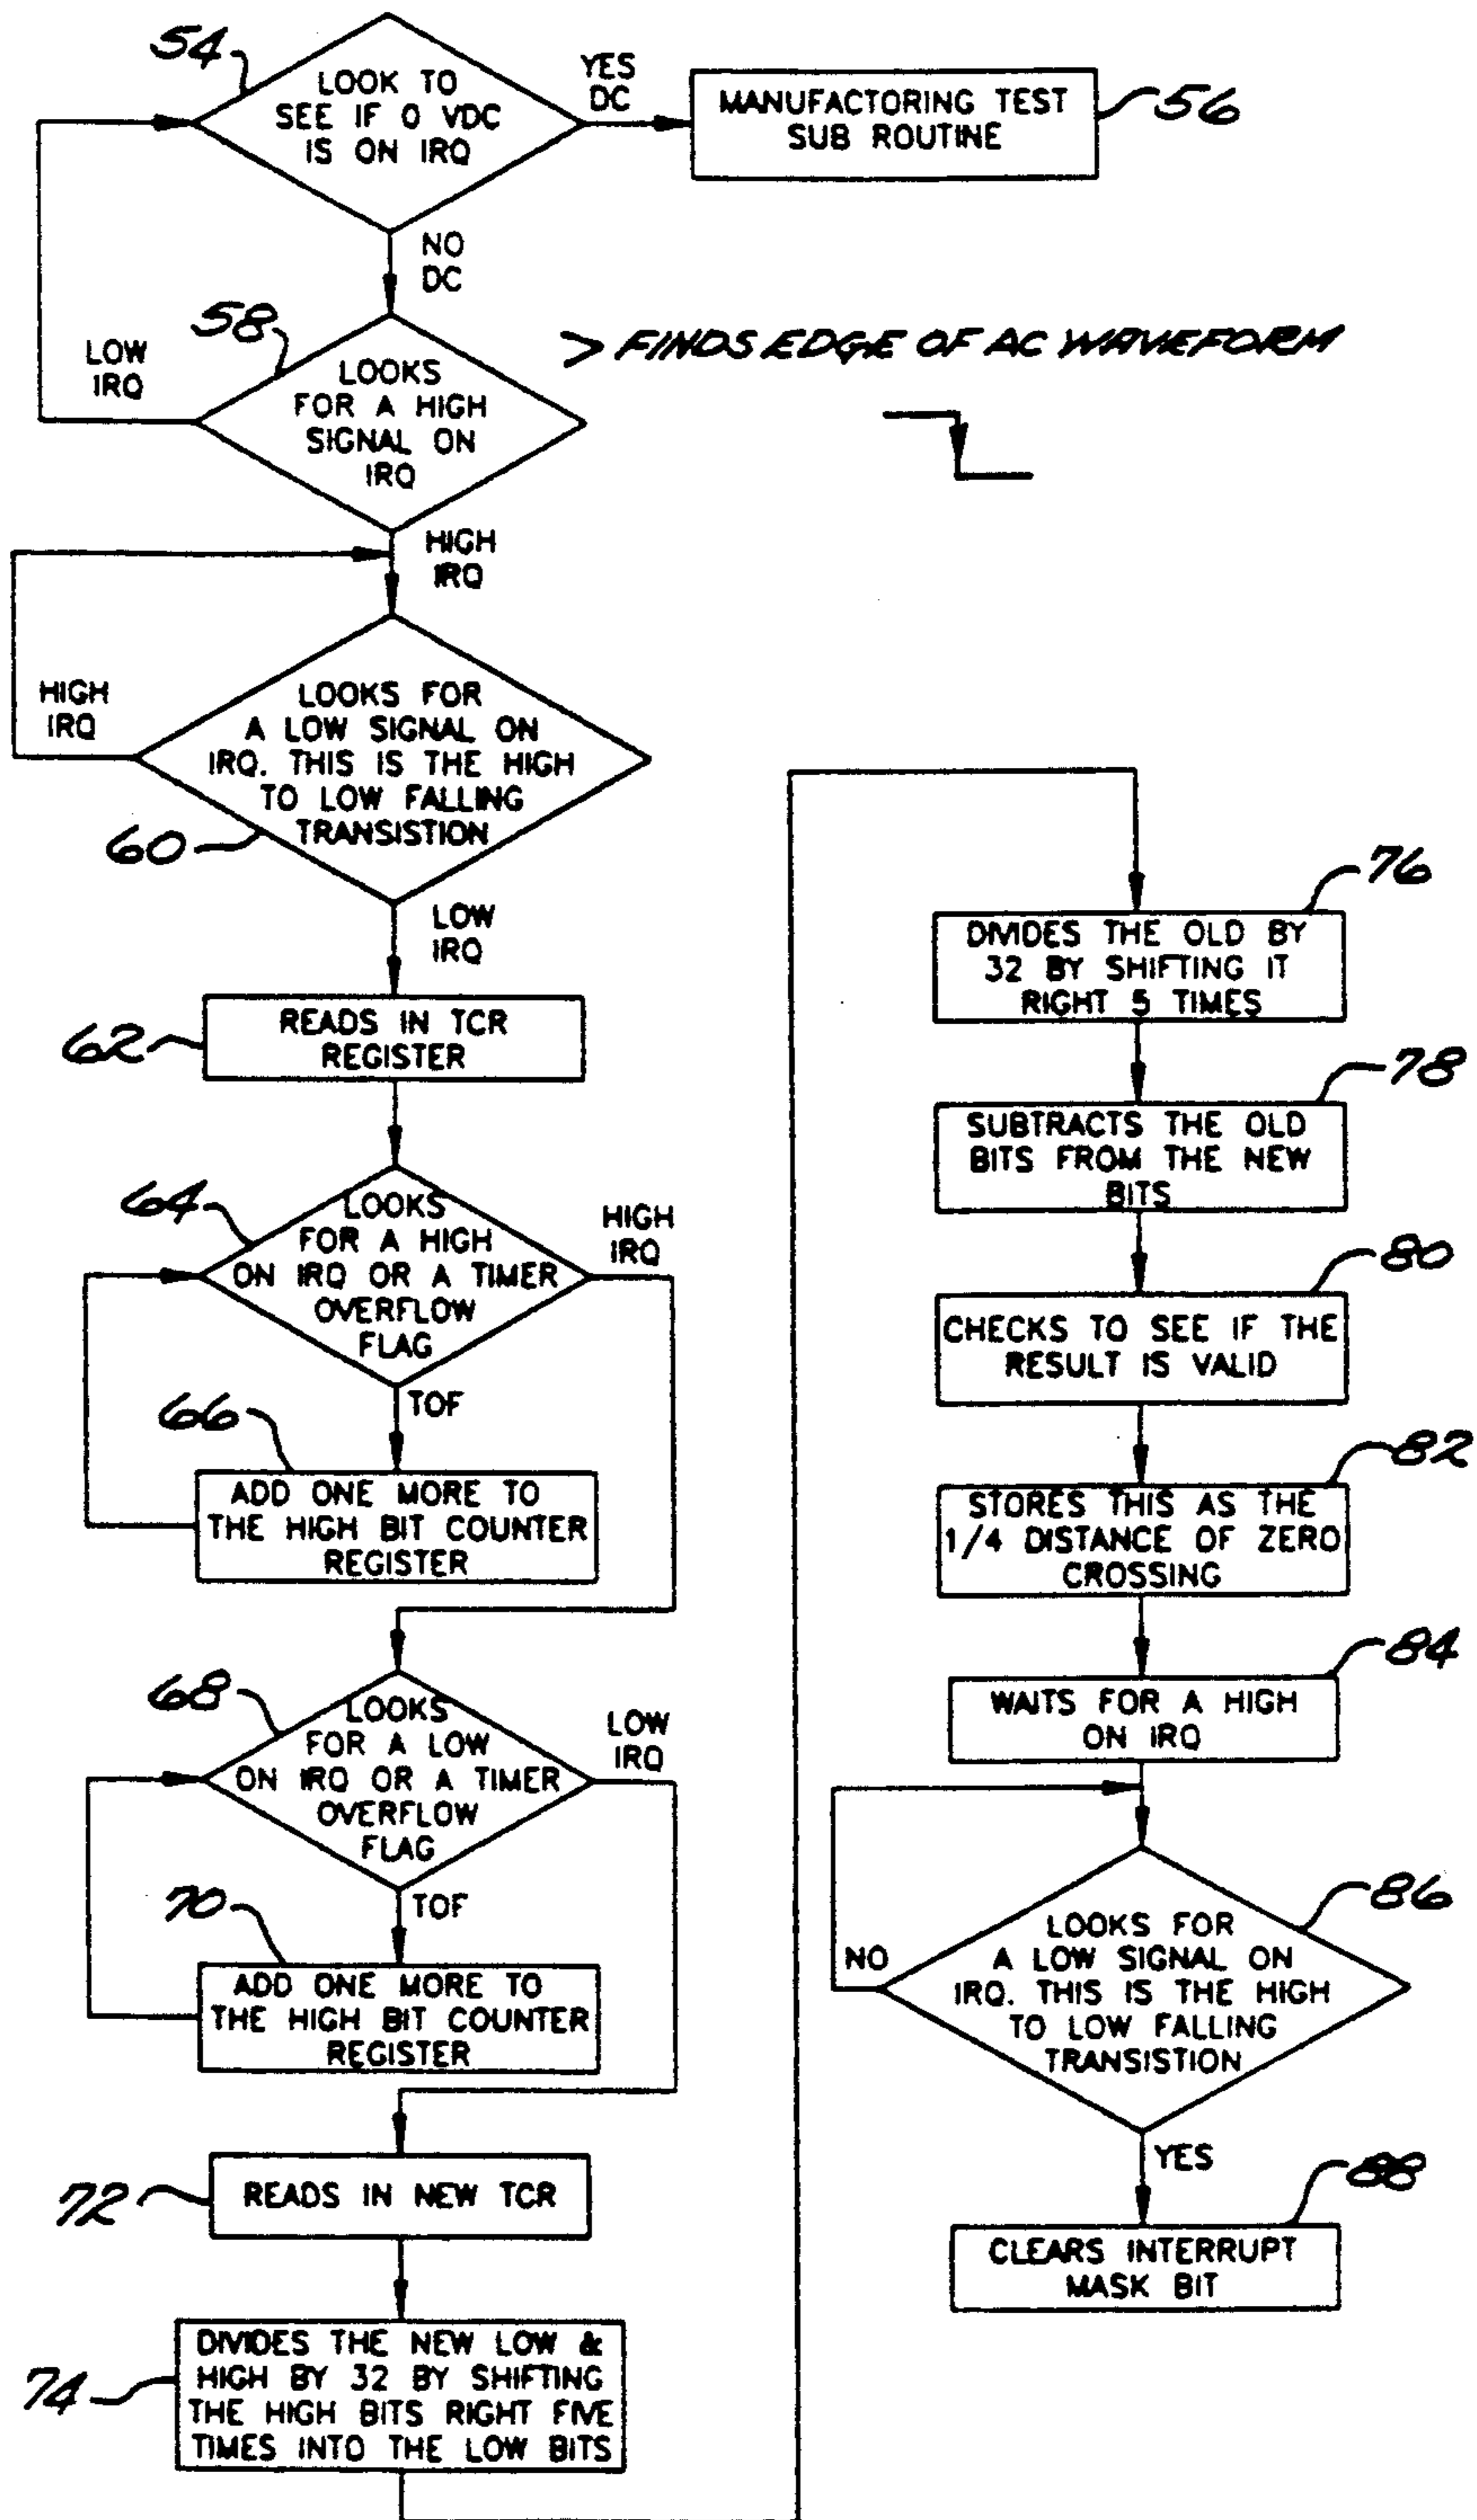 54
LOOK TO
SEE IF 0 VDC
IS ON IRQ
YES
DC
MANUFACTORING TEST
SUB ROUTINE
56
NO
DC
58
LOOKS
FOR A HIGH
SIGNAL ON
IRQ
LOW
IRQ
> FINDS EDGE OF AC WAVEFORM
HIGH
IRQ
HIGH
IRQ
LOOKS FOR
A LOW SIGNAL ON
IRQ. THIS IS THE HIGH
TO LOW FALLING
TRANSISTION
60
LOW
IRQ
62
READS IN TCR
REGISTER
64
LOOKS
FOR A HIGH
ON IRQ OR A TIMER
OVERFLOW
FLAG
HIGH
IRQ
TOF
66
ADD ONE MORE TO
THE HIGH BIT COUNTER
REGISTER
68
LOOKS
FOR A LOW
ON IRQ OR A TIMER
OVERFLOW
FLAG
LOW
IRQ
TOF
70
ADD ONE MORE TO
THE HIGH BIT COUNTER
REGISTER
72
READS IN NEW TCR
74
DIVIDES THE NEW LOW &
HIGH BY 32 BY SHIFTING
THE HIGH BITS RIGHT FIVE
TIMES INTO THE LOW BITS
76
DIVIDES THE OLD BY
32 BY SHIFTING IT
RIGHT 5 TIMES
78
SUBTRACTS THE OLD
BITS FROM THE NEW
BITS
80
CHECKS TO SEE IF THE
RESULT IS VALID
82
STORES THIS AS THE
1/4 DISTANCE OF ZERO
CROSSING
84
WAITS FOR A HIGH
ON IRQ
86
LOOKS FOR
A LOW SIGNAL ON
IRQ. THIS IS THE HIGH
TO LOW FALLING
TRANSISTION
NO
YES
88
CLEARS INTERRUPT
MASK BIT